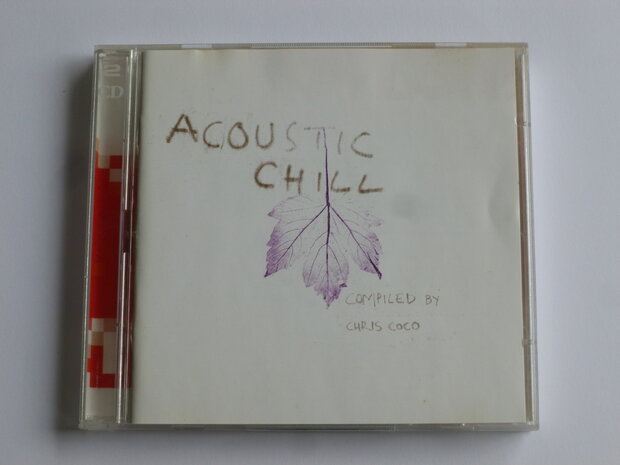 2
CD
ACOUSTIC
CHILL
COMPILED BY
CHRIS COCO